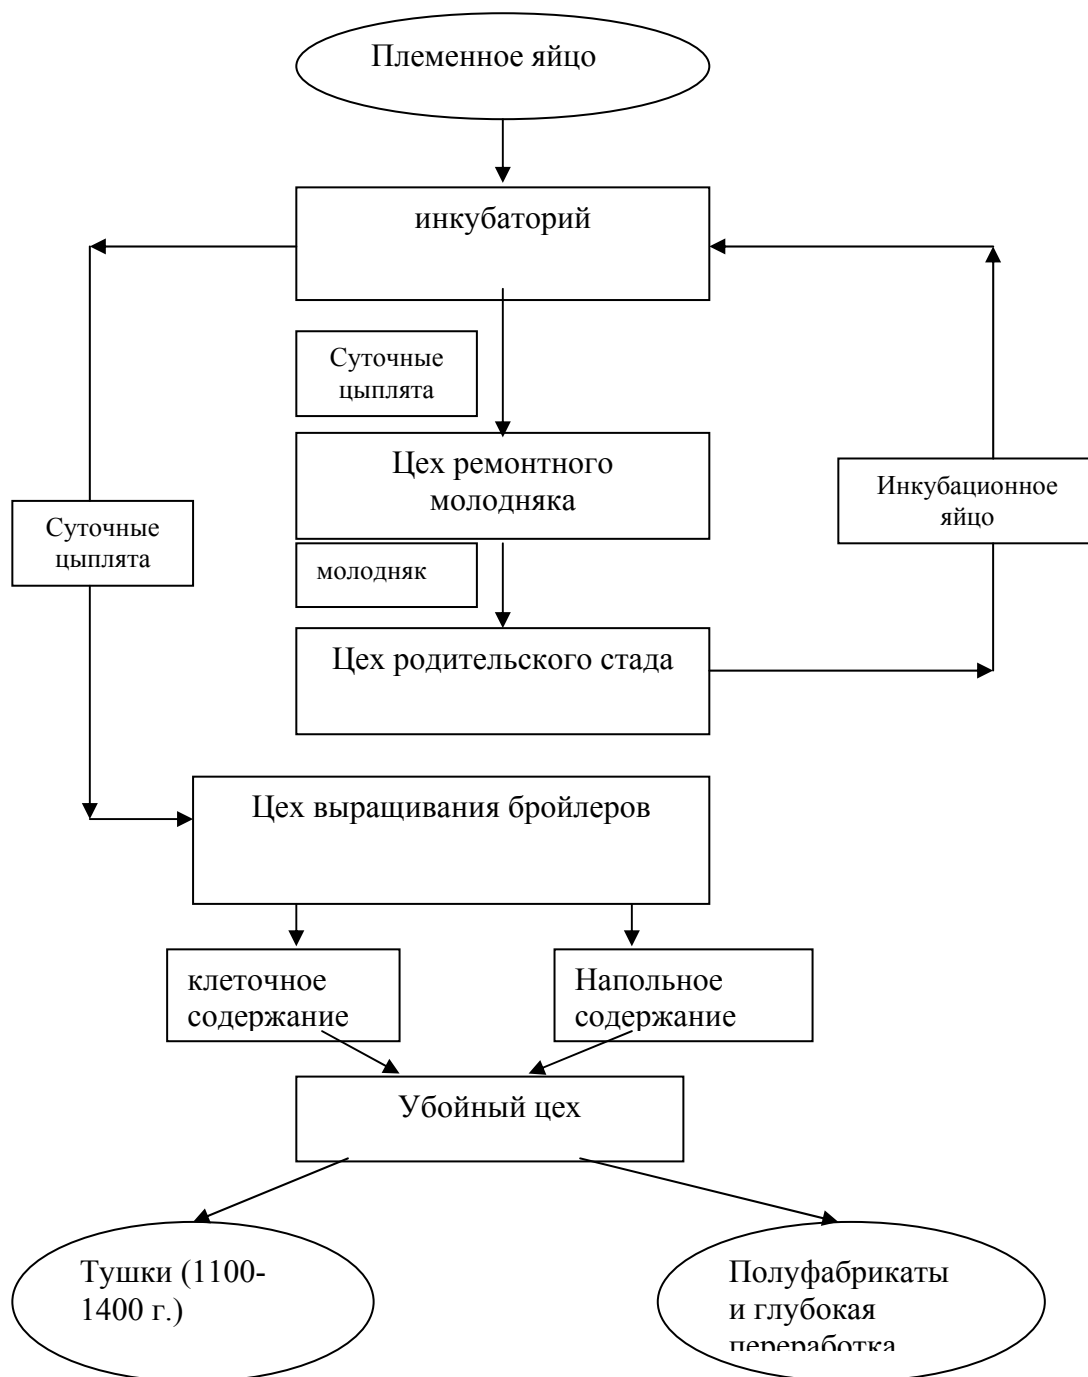 Племенное яйцо
инкубаторий
Суточные
цыплята
Цех ремонтного
молодняка
Инкубационное
яйцо
Суточные
цыплята
молодняк
Цех родительского стада
Цех выращивания бройлеров
клеточное
содержание
Напольное
содержание
Убойный цех
Тушки (1100-
1400 г.)
Полуфабрикаты
и глубокая
переработка